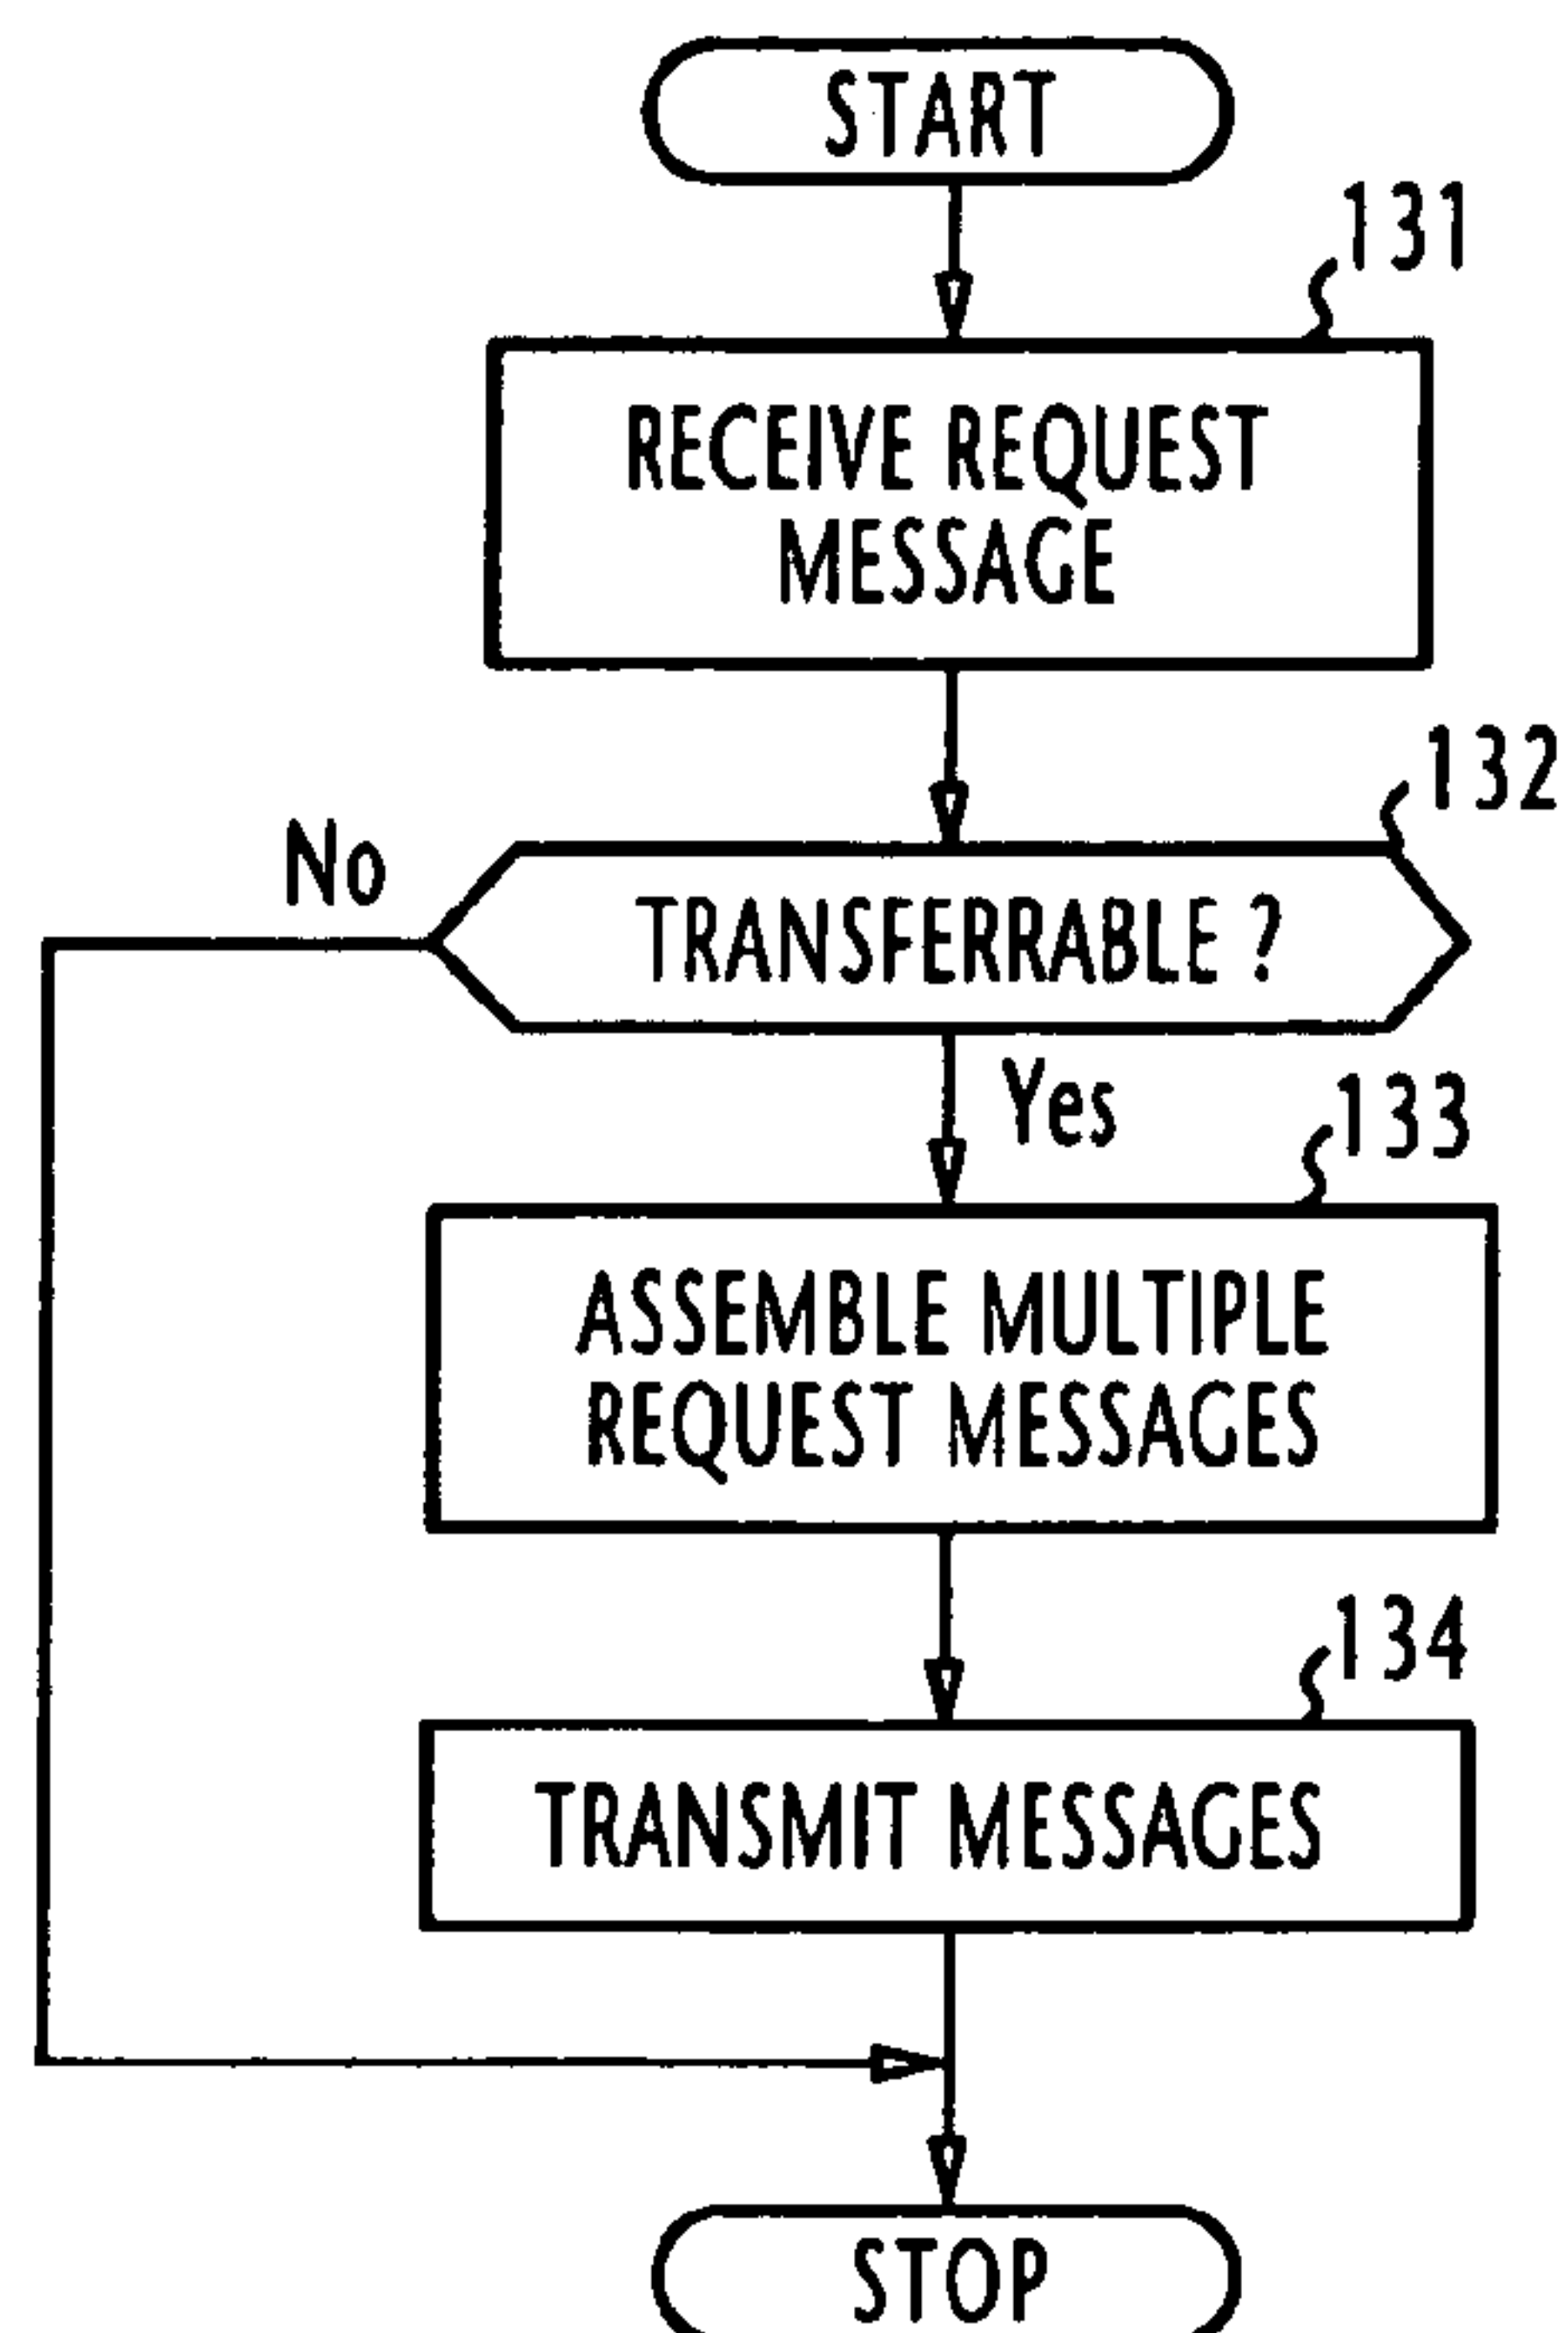 START
131
RECEIVE REQUEST
MESSAGE
132
No
TRANSFERRABLE ?
Yes
133
ASSEMBLE MULTIPLE
REQUEST MESSAGES
134
TRANSMIT MESSAGES
STOP